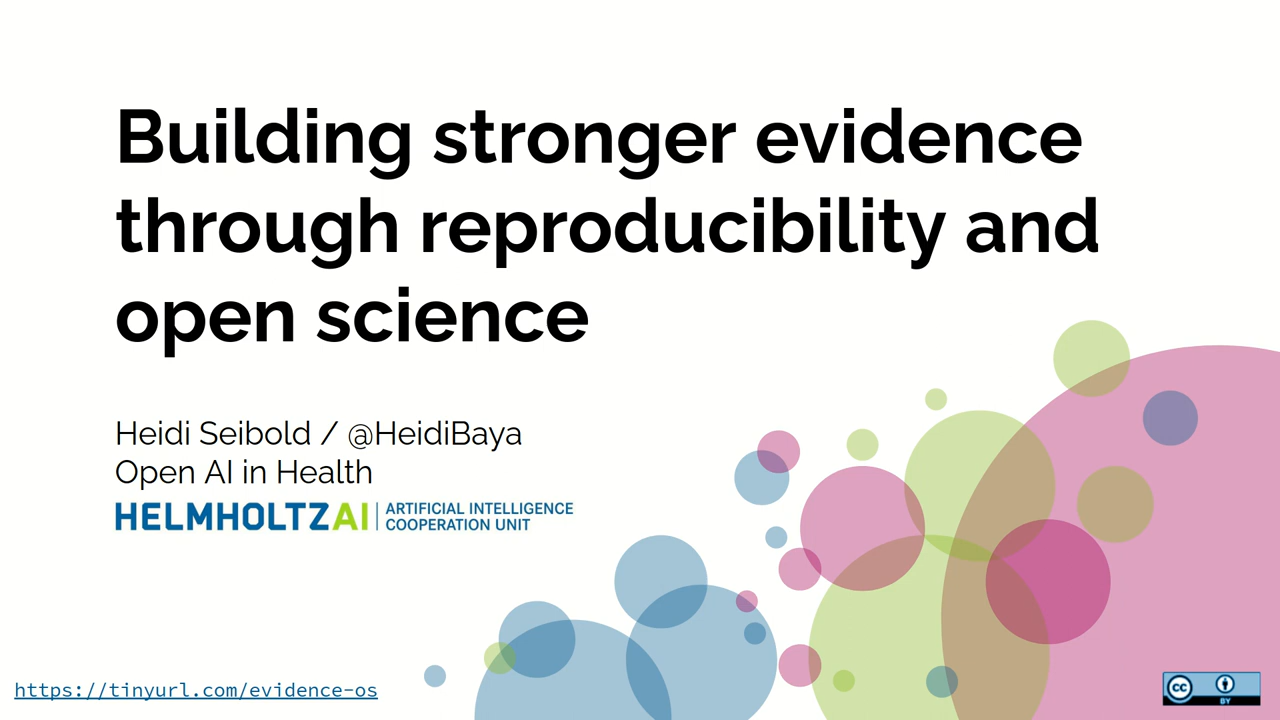 Building stronger evidence
through reproducibility and
open science
Heidi Seibold / @HeidiBaya
Open AI in Health
HELMHOLTZAI | ARTIFICIAL INTELLIGENCE
COOPERATION UNIT
https://tinyurl.com/evidence-os
cc
BY